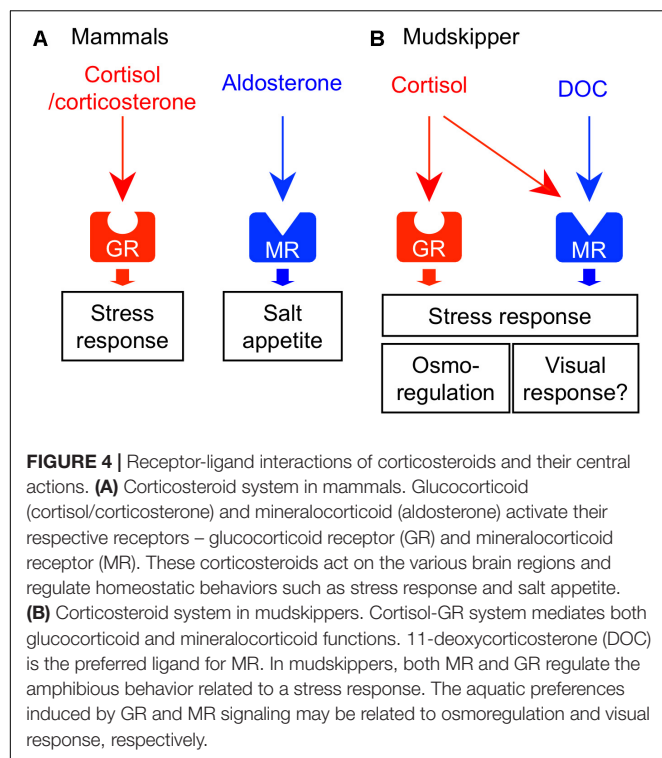 A Mammals
B Mudskipper
Cortisol
/corticosterone
Aldosterone
Cortisol
DOC
GR
MR
GR
MR
Stress
response
Salt
appetite
Stress response
Osmo-
regulation
Visual
response?
FIGURE 4 | Receptor-ligand interactions of corticosteroids and their central
actions. (A) Corticosteroid system in mammals. Glucocorticoid
(cortisol/corticosterone) and mineralocorticoid (aldosterone) activate their
respective receptors – glucocorticoid receptor (GR) and mineralocorticoid
receptor (MR). These corticosteroids act on the various brain regions and
regulate homeostatic behaviors such as stress response and salt appetite.
(B) Corticosteroid system in mudskippers. Cortisol-GR system mediates both
glucocorticoid and mineralocorticoid functions. 11-deoxycorticosterone (DOC)
is the preferred ligand for MR. In mudskippers, both MR and GR regulate the
amphibious behavior related to a stress response. The aquatic preferences
induced by GR and MR signaling may be related to osmoregulation and visual
response, respectively.